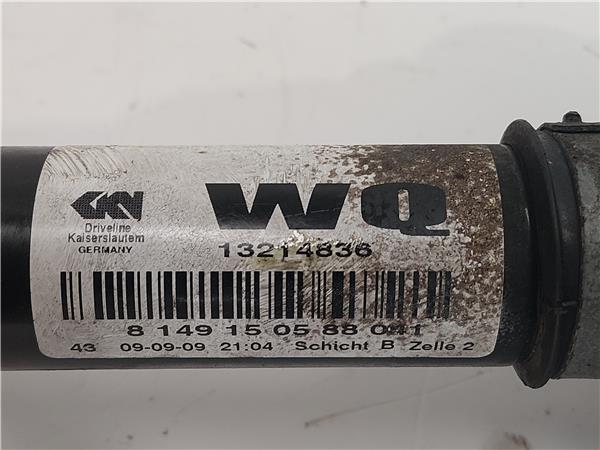 GKN
WQ
Driveline
Kaiserslautern
GERMANY
13214836
8 149 15 05 88 041
43 09-09-09 21:04 Schicht B Zelle 2